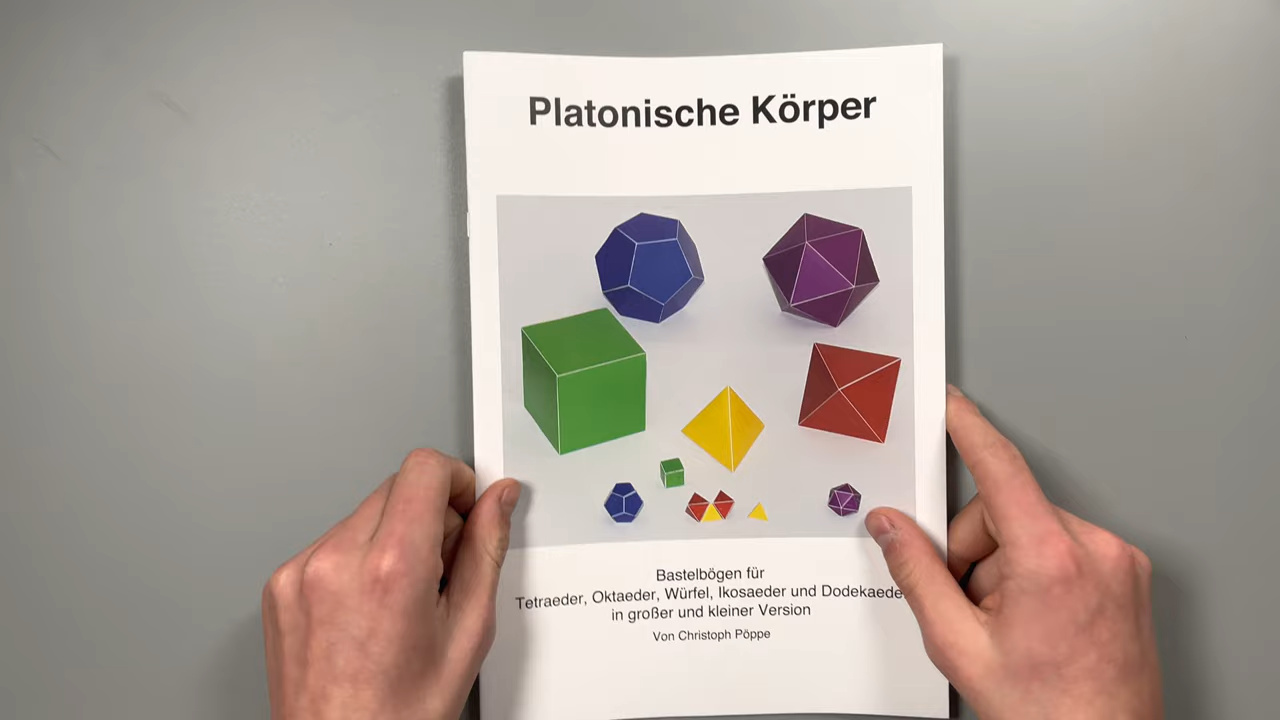 Platonische Körper
Bastelbögen für
Tetraeder, Oktaeder, Würfel, Ikosaeder und Dodekaede
in großer und kleiner Version
Von Christoph Pöppe